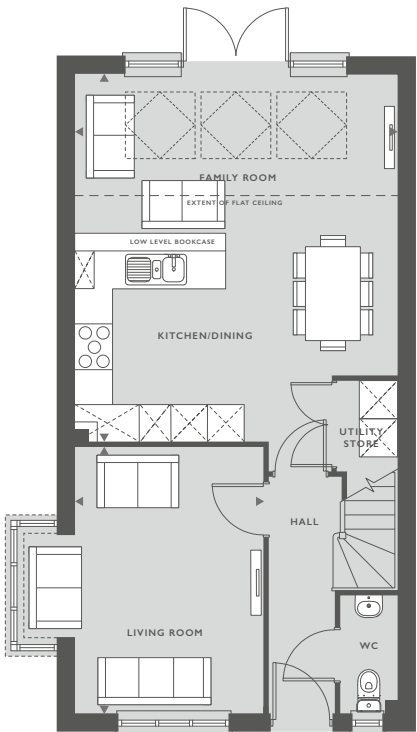 FAMILY ROOM
EXTENT OF FLAT CEILING
LOW LEVEL BOOKCASE
KITCHEN/DINING
UTILITY
STORE
HALL
LIVING ROOM
WC